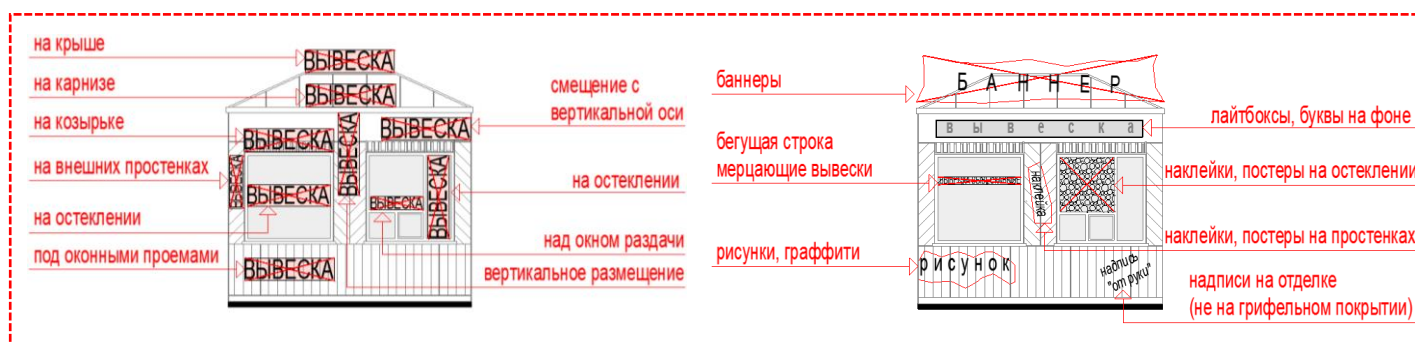 на крыше
на карнизе
на козырьке
на внешних простенках
на остеклении
под оконными проемами
ВЫВЕСКА
ВЫВЕСКА
ВЫВЕСКА
ВЫВЕСКА
ВЫВЕСКА
ВЫВЕСКА
ВЫВЕСКА
ВЫВЕСКА
ВЫВЕСКА
ВЫВЕСКА
смещение с
вертикальной оси
на остеклении
над окном раздачи
вертикальное размещение
баннеры
бегущая строка
мерцающие вывески
рисунки, граффити
БАННЕР
вывеска
наклейка
рисунок
надпись
"от руки"
лайтбоксы, буквы на фоне
наклейки, постеры на остеклении
наклейки, постеры на простенках
надписи на отделке
(не на грифельном покрытии)